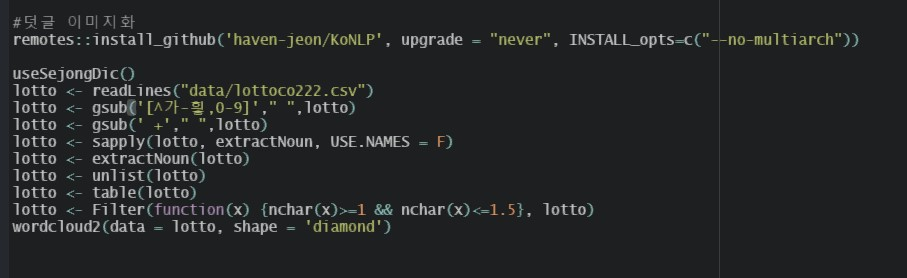 #덧글 이미지화
remotes::install_github('haven-jeon/KoNLP', upgrade = "never", INSTALL_opts=c("--no-multiarch"))
useSejongDic()
lotto <- readLines("data/lottoco222.csv")
lotto <- gsub('[^가-힣,0-9]'," ",lotto)
lotto <- gsub(' +'," ",lotto)
lotto <- sapply(lotto, extractNoun, USE.NAMES = F)
lotto <- extractNoun(lotto)
lotto <- unlist(lotto)
lotto <- table(lotto)
lotto <- Filter(function(x) {nchar(x)>=1 && nchar(x)<=1.5}, lotto)
wordcloud2(data = lotto, shape = 'diamond')